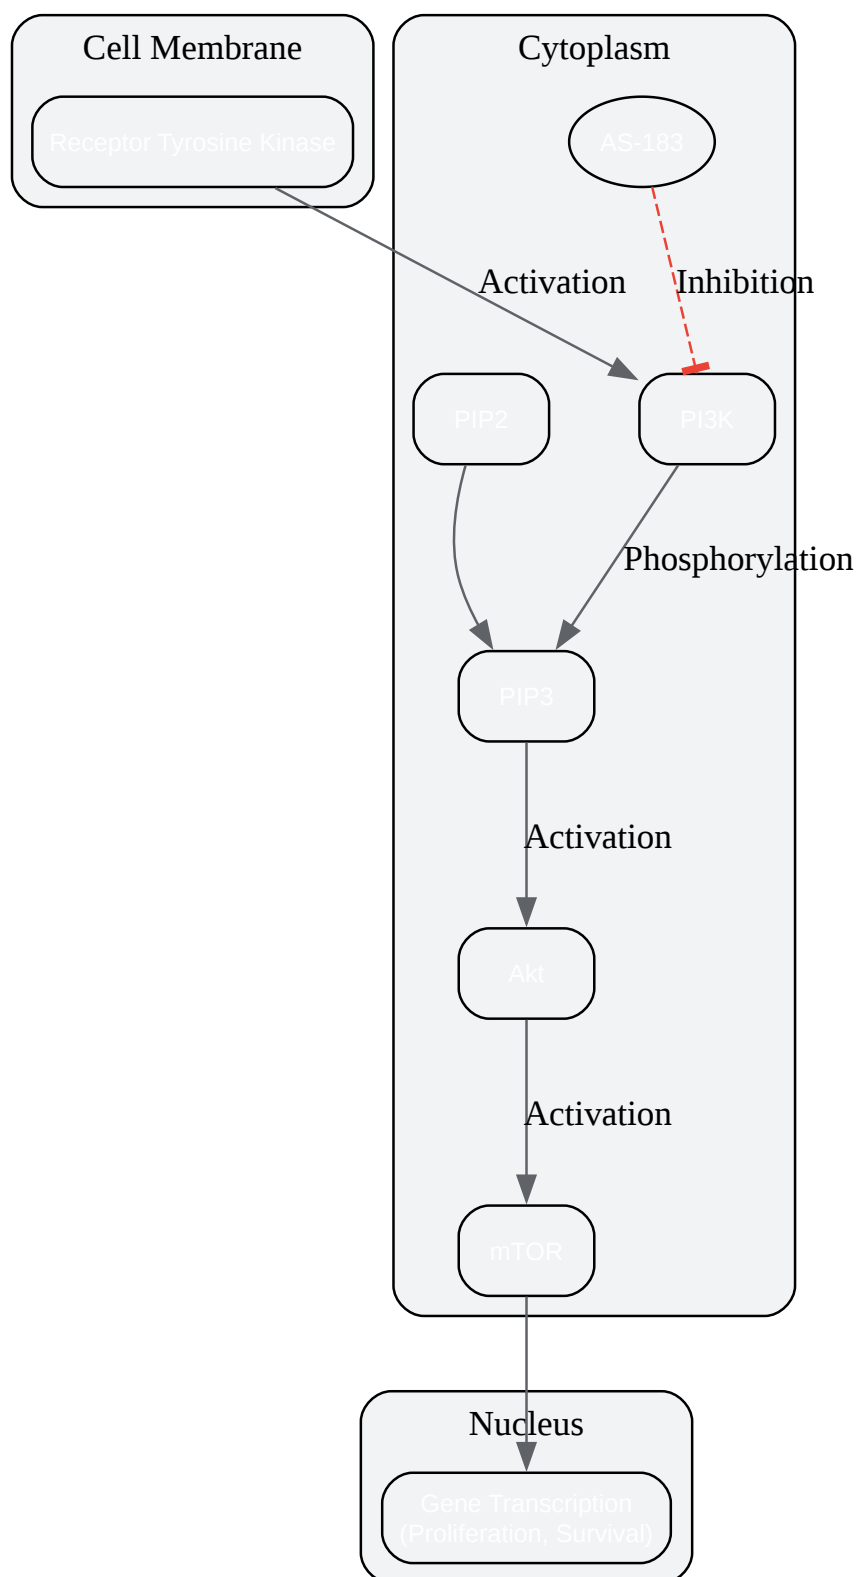 Cell Membrane
Cytoplasm
Receptor Tyrosine Kinase
AS-183
Activation
Inhibition
PIP2
PI3K
Phosphorylation
PIP3
Activation
Akt
Activation
mTOR
Nucleus
Gene Transcription
(Proliferation, Survival)